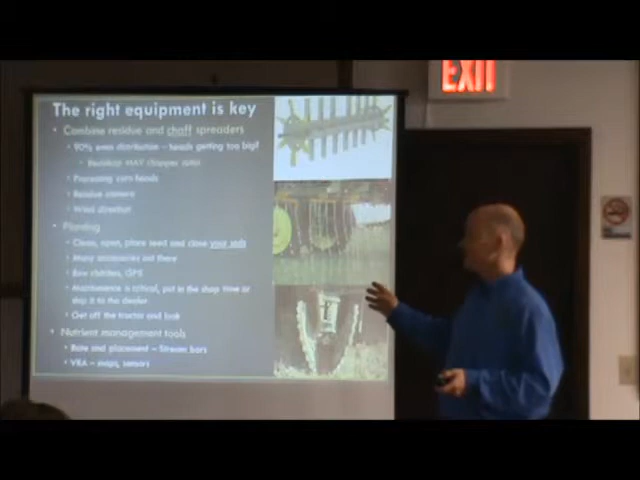 EXIT
The right equipment is key
• Combine residue and chaff spreaders
• 90% even distribution – heads getting too big?
• Residue MAY chopper
• Processing corn heads
• Residue camera
• Wind direction
• Planting
• Clean, open, place seed and close your soils
• Many accessories out there
• Row cleaners, GPS
• Maintenance is critical, put in the shop time or
ship it to the dealer
• Get off the tractor and look
• Nutrient management tools
• Rate and placement – Stream bars
• VRA – maps, sensors